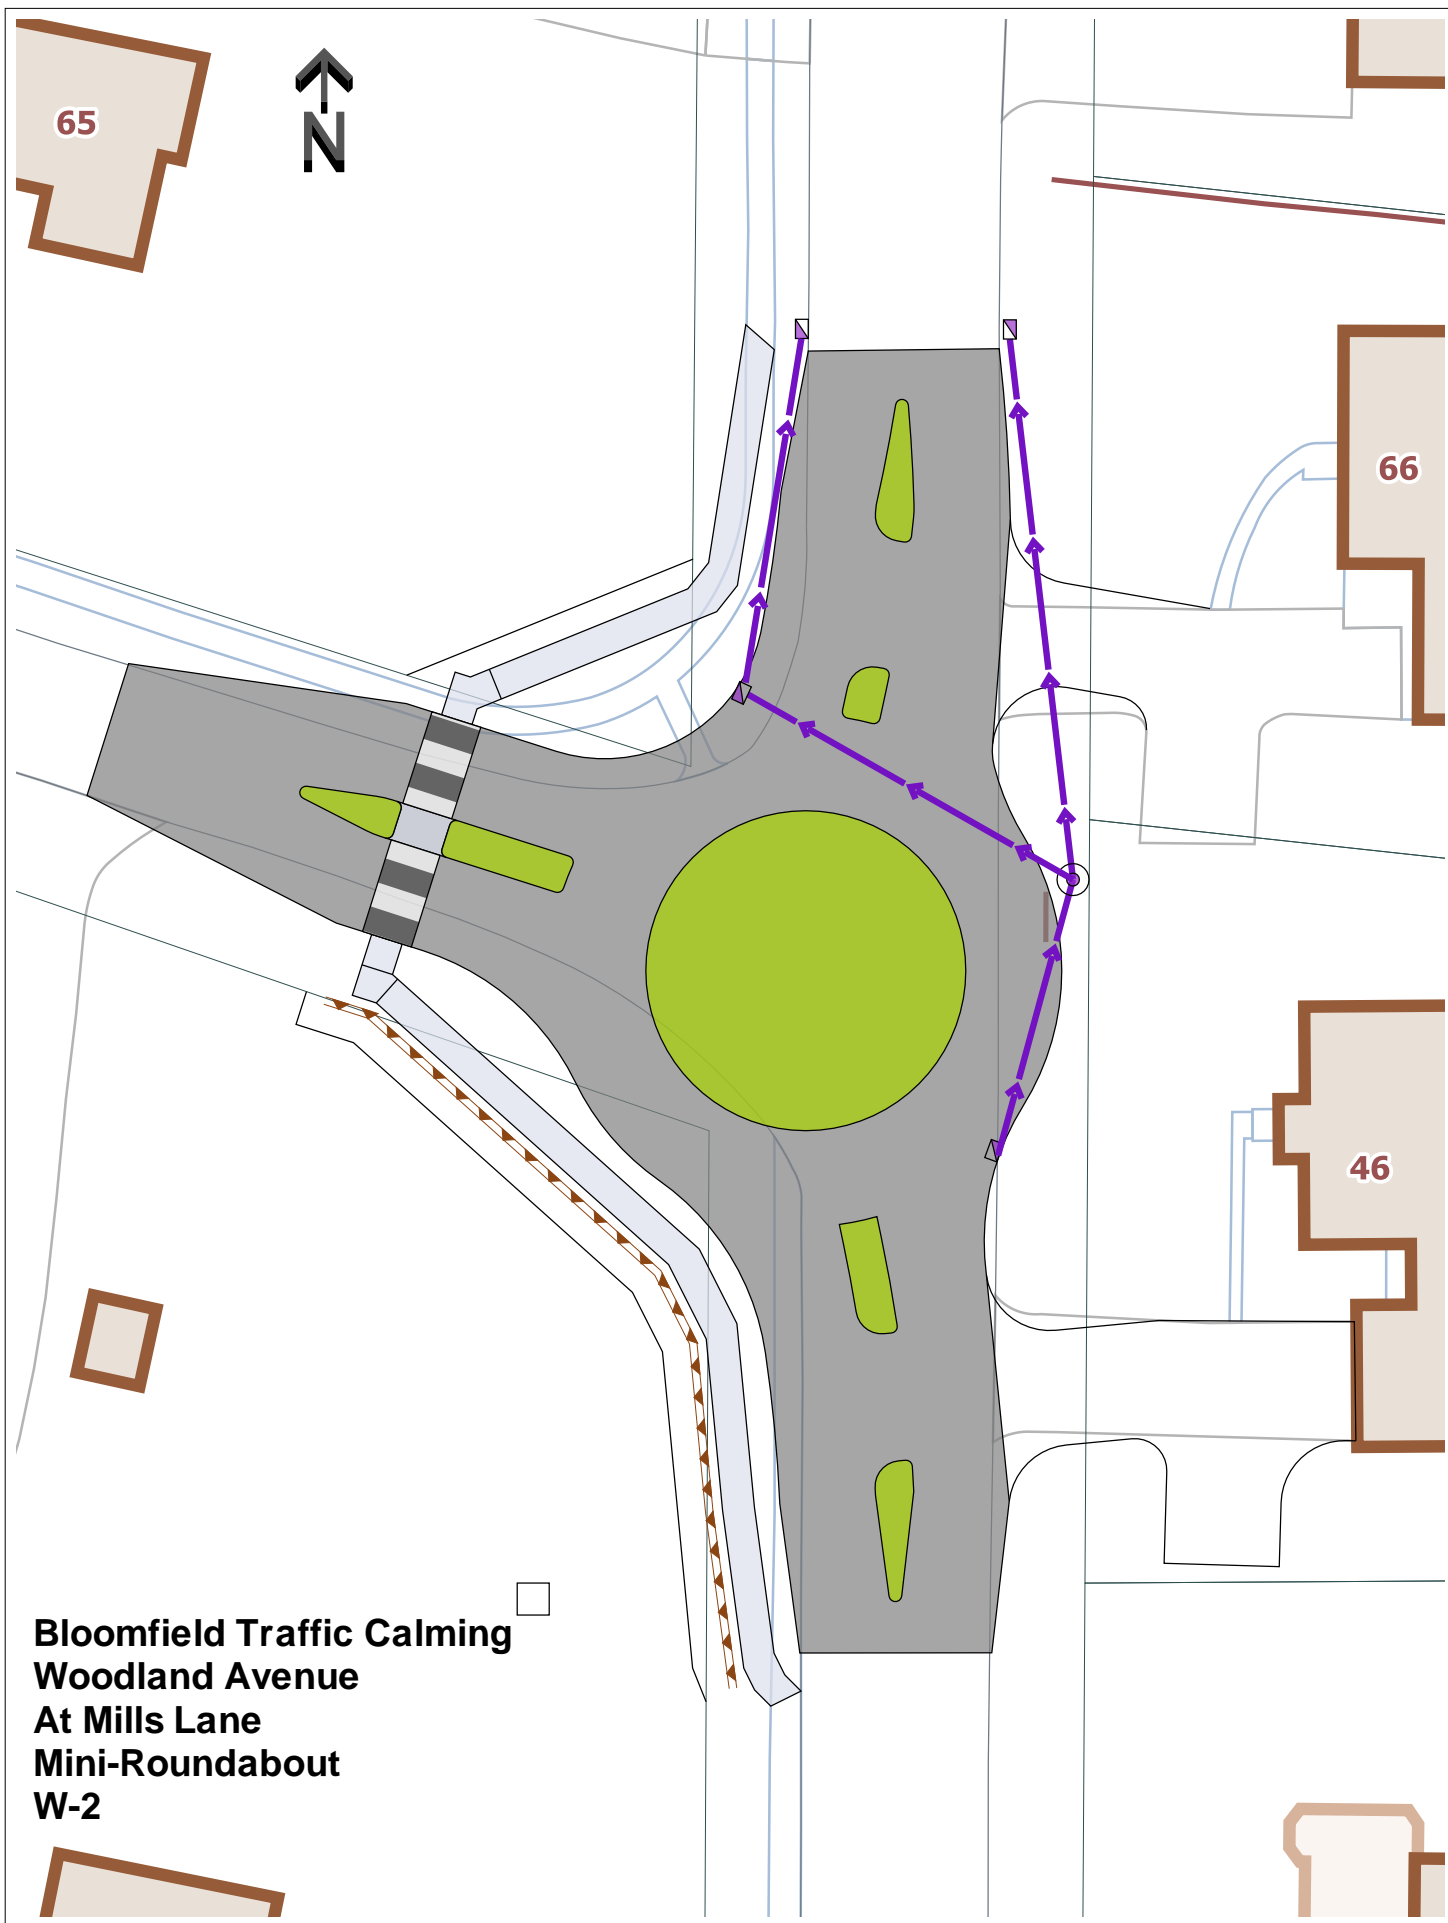 65
N
66
46
Bloomfield Traffic Calming
Woodland Avenue
At Mills Lane
Mini-Roundabout
W-2